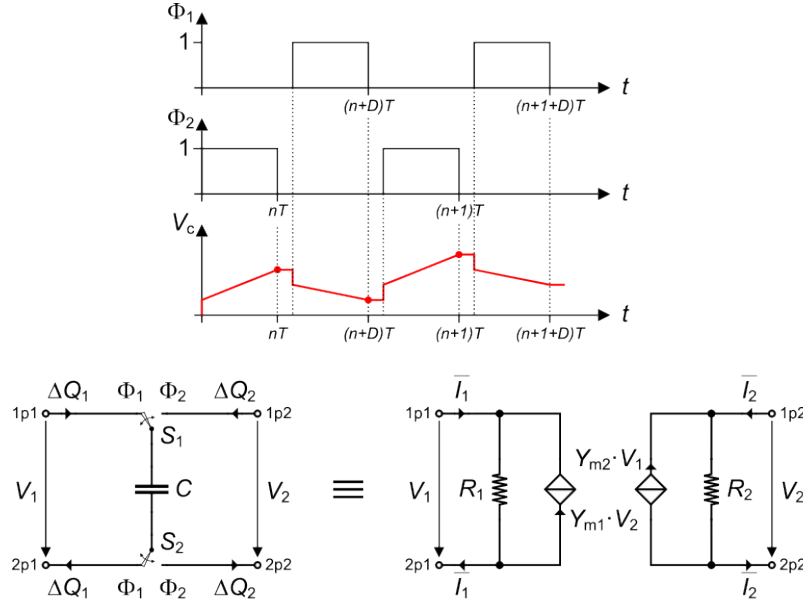 Φ1
1
t
(n+D)T
(n+1+D)T
Φ2
1
t
nT
(n+1)T
Vc
t
nT
(n+D)T
(n+1)T
(n+1+D)T
ΔQ1 Φ1 Φ2 ΔQ2
1p1 1p2
S1
V1 C V2
S2
2p1 2p2
ΔQ1 Φ1 Φ2 ΔQ2
≡
I1 I2
1p1 1p2
Ym2·V1
V1 R1 R2 V2
Ym1·V2
2p1 2p2
I1 I2